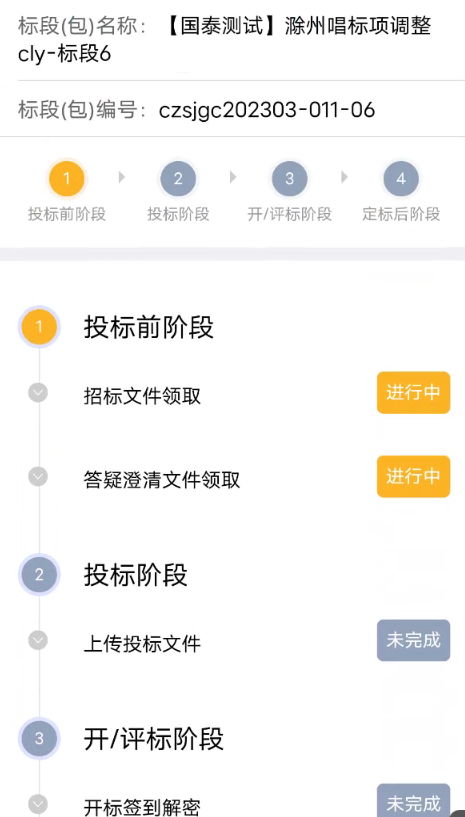 标段(包)名称：【国泰测试】滁州唱标项调整
cly-标段6
标段(包)编号：czsjgc202303-011-06
1 2 3 4
投标前阶段 投标阶段 开/评标阶段 定标后阶段
1 投标前阶段
招标文件领取 进行中
答疑澄清文件领取 进行中
2 投标阶段
上传投标文件 未完成
3 开/评标阶段
开标签到解密 未完成